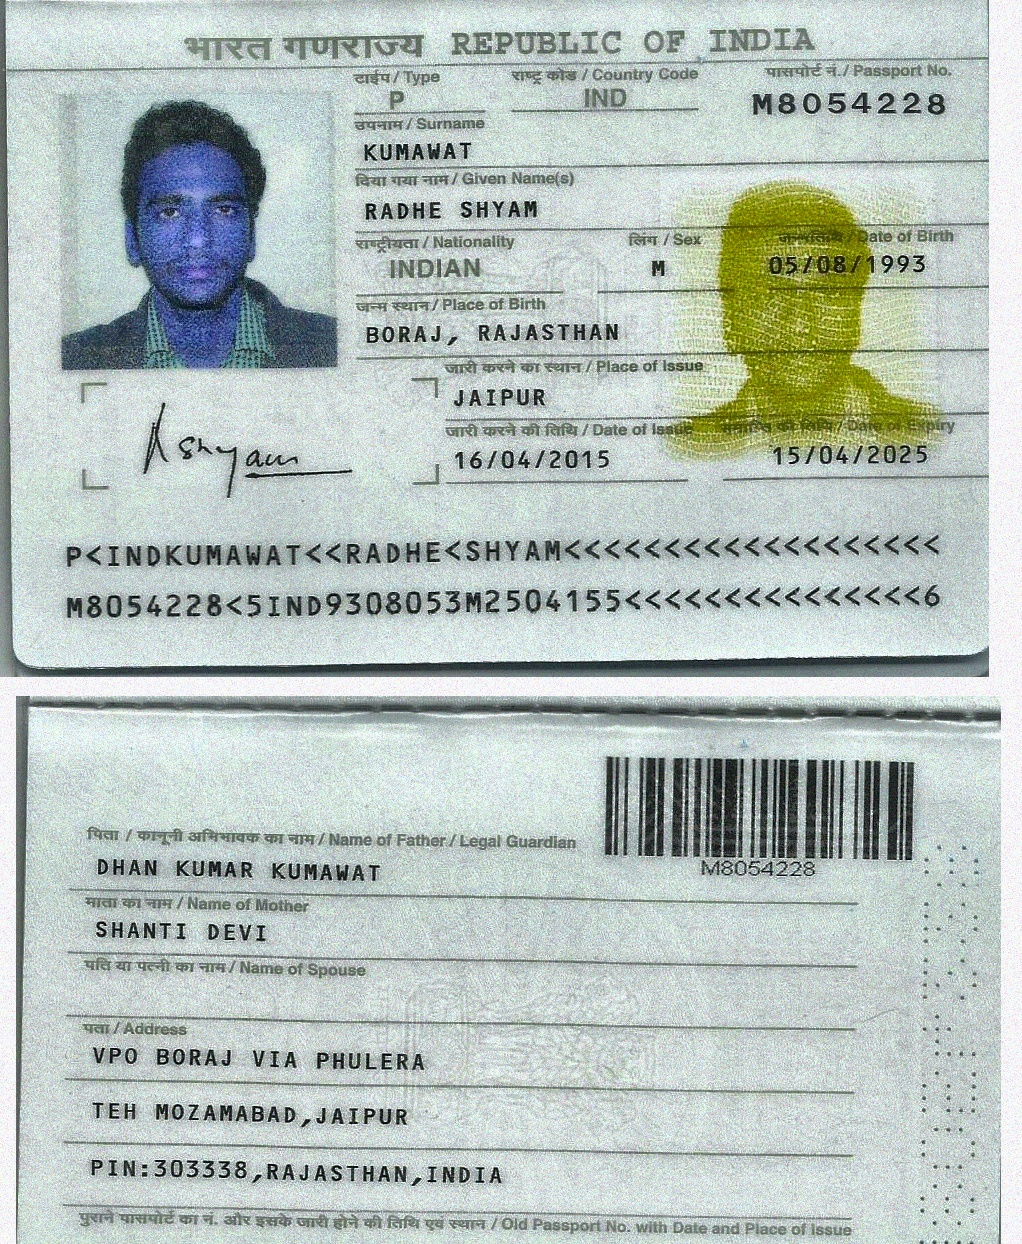 भारत गणराज्य REPUBLIC OF INDIA
टाईप / Type राष्ट्र कोड / Country Code पासपोर्ट नं. / Passport No.
P IND M8054228
उपनाम / Surname
KUMAWAT
दिया गया नाम / Given Name(s)
RADHE SHYAM
राष्ट्रीयता / Nationality लिंग / Sex जन्मतिथि / Date of Birth
INDIAN M 05/08/1993
जन्म स्थान / Place of Birth
BORAJ, RAJASTHAN
जारी करने का स्थान / Place of Issue
JAIPUR
जारी करने की तिथि / Date of Issue समाप्ति की तिथि / Date of Expiry
16/04/2015 15/04/2025
Rshyam
P<INDKUMAWAT<<RADHE<SHYAM<<<<<<<<<<<<<<<<<<<
M8054228<5IND9308053M2504155<<<<<<<<<<<<<<<6
M8054228
पिता / कानूनी अभिभावक का नाम / Name of Father / Legal Guardian
DHAN KUMAR KUMAWAT
माता का नाम / Name of Mother
SHANTI DEVI
पति या पत्नी का नाम / Name of Spouse
पता / Address
VPO BORAJ VIA PHULERA
TEH MOZAMABAD,JAIPUR
PIN:303338,RAJASTHAN,INDIA
पुराने पासपोर्ट का नं. और इसके जारी होने की तिथि एवं स्थान / Old Passport No. with Date and Place of Issue